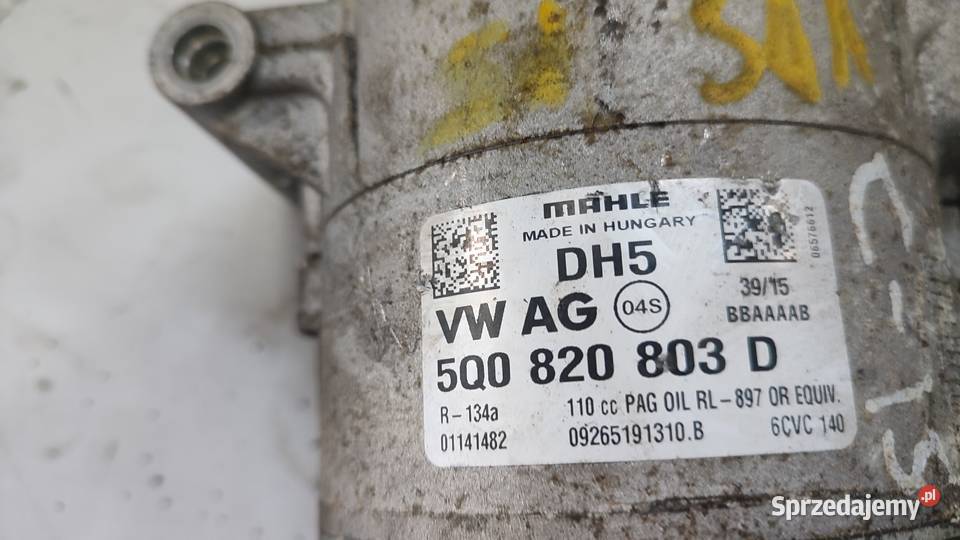 MAHLE
MADE IN HUNGARY
DH5
39/15
06576612
VW AG 04S
BBAAAAB
5Q0 820 803 D
R-134a
110 cc PAG OIL RL-897 OR EQUIV.
01141482
09265191310.B
6CVC 140
Sprzedajemy.pl